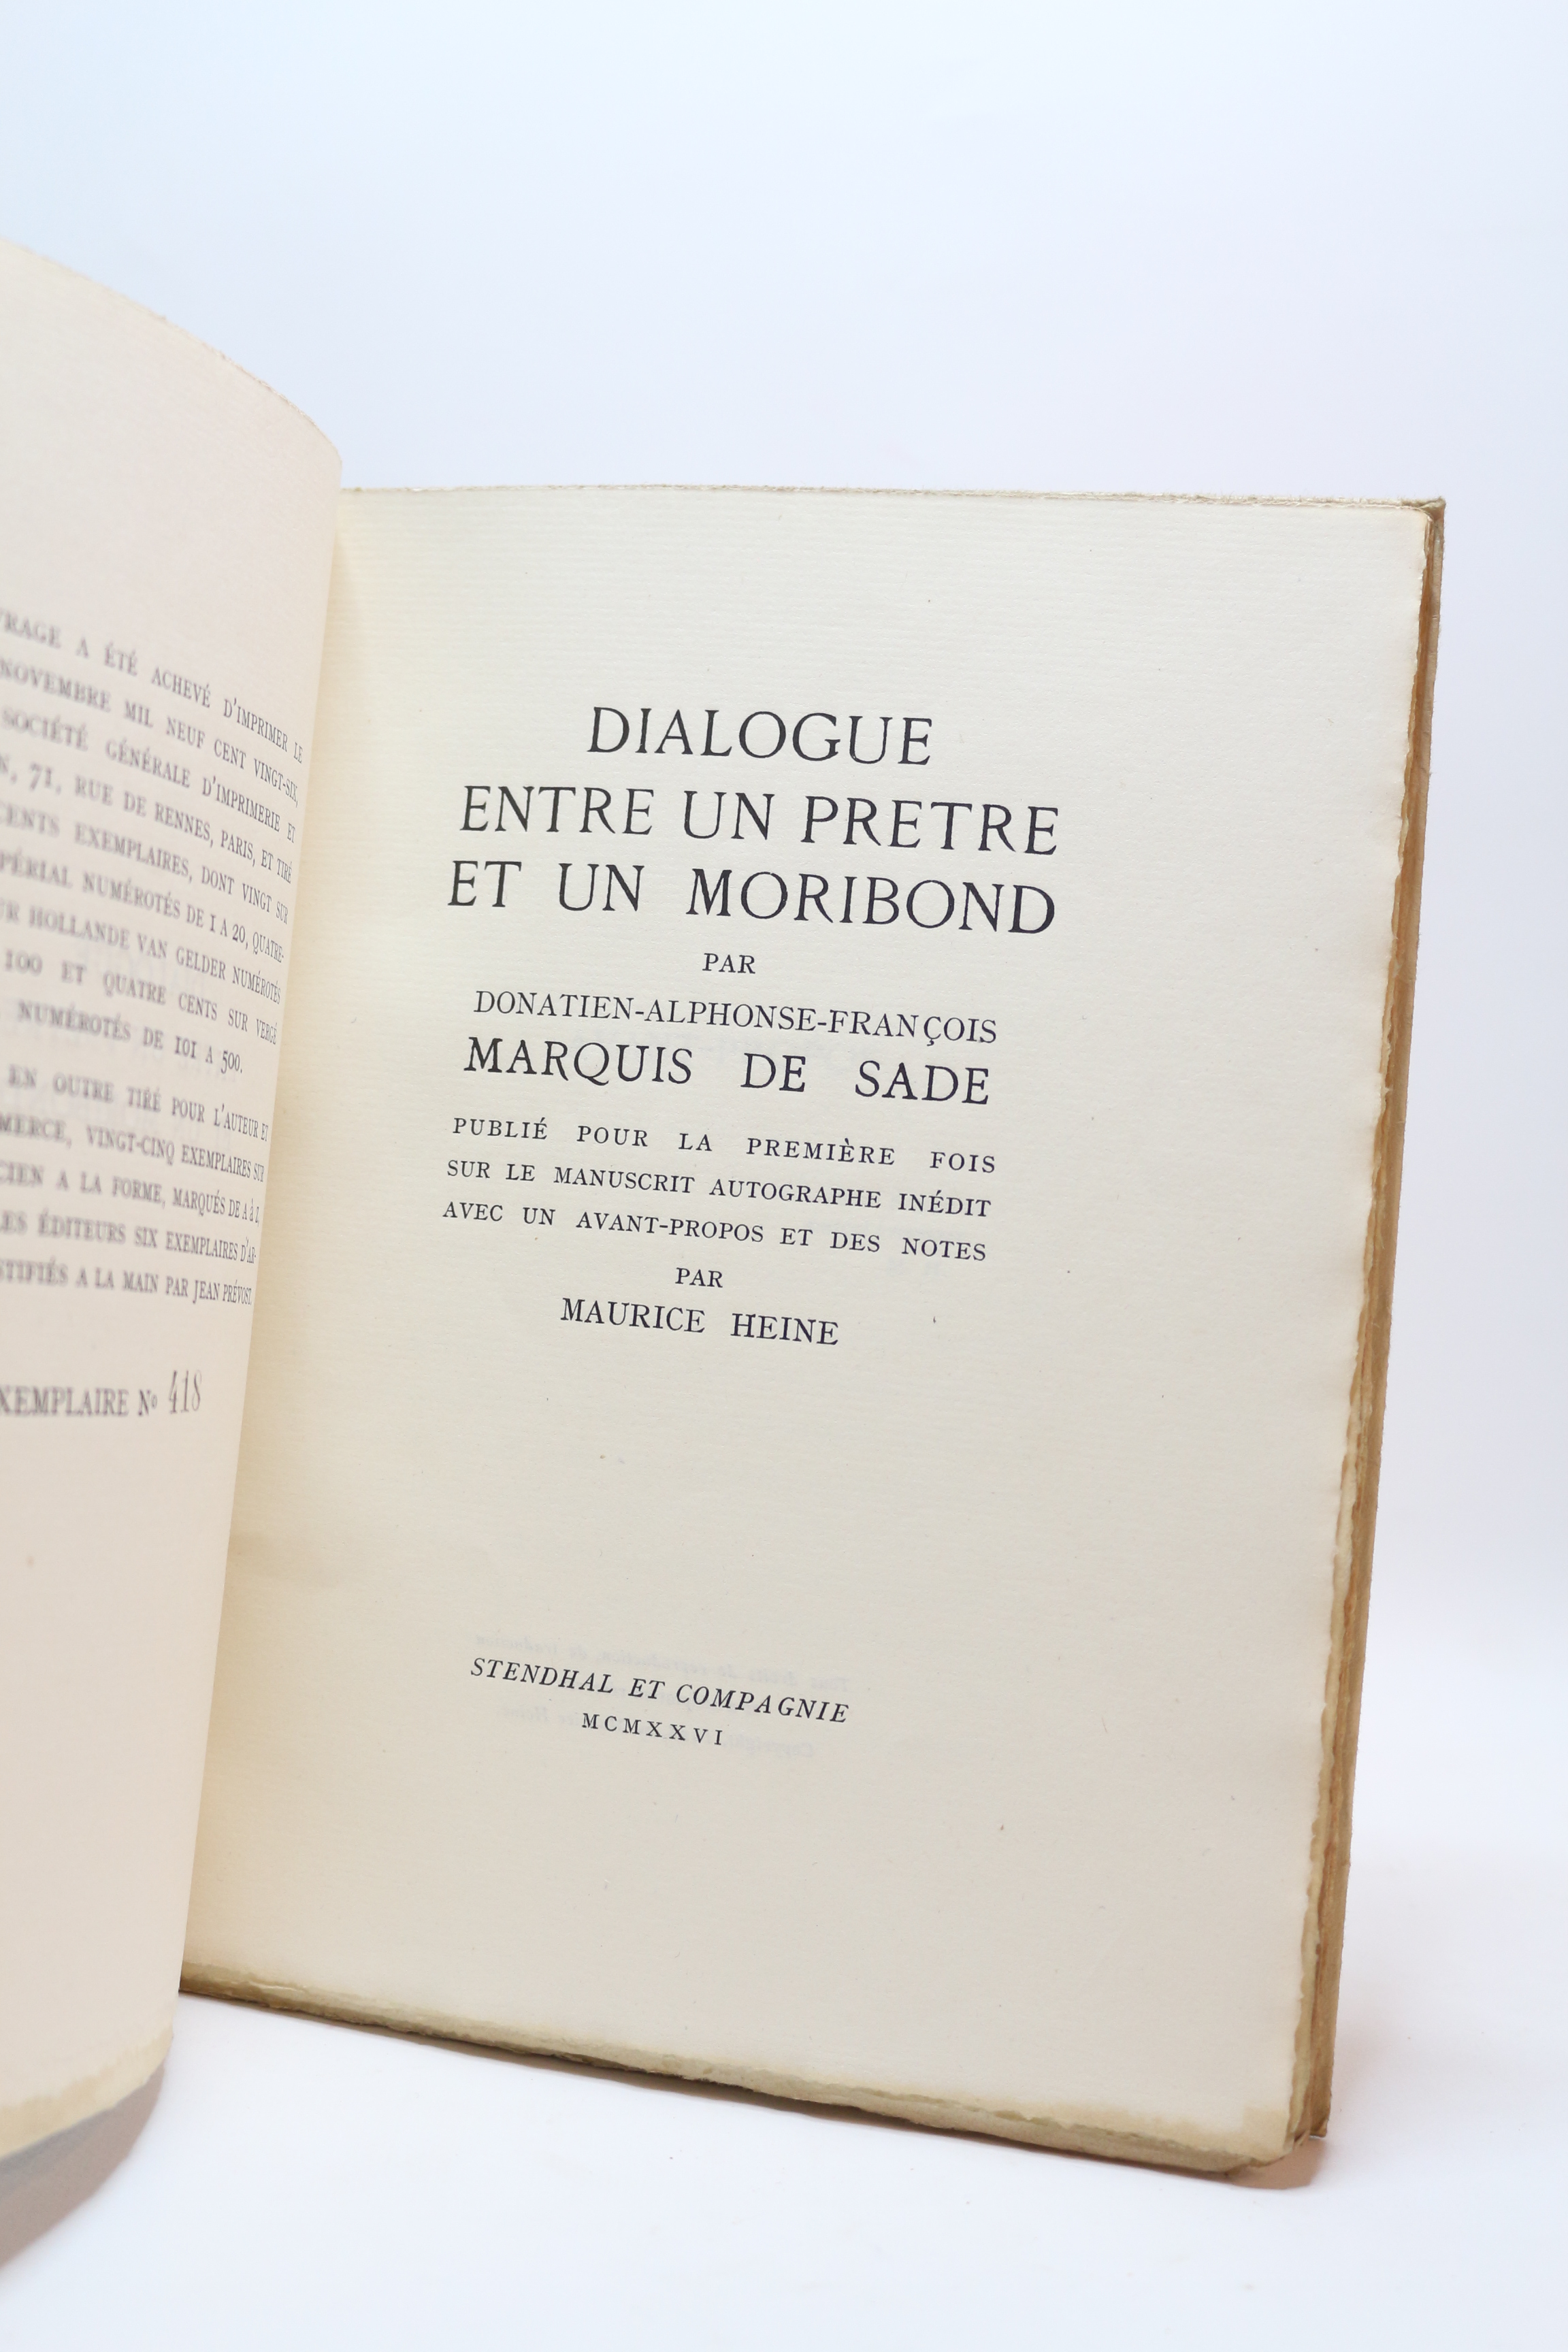 A ÉTÉ ACHEVÉ D'IMPRIMER LE
NOVEMBRE MIL NEUF CENT VINGT-SIX,
SOCIÉTÉ GÉNÉRALE D'IMPRIMERIE ET
71, RUE DE RENNES, PARIS, ET TIRÉ
CENTS EXEMPLAIRES, DONT VINGT SUR
NUMÉROTÉS DE 1 A 20, QUATRE-
HOLLANDE VAN GELDER NUMÉROTÉS
100 ET QUATRE CENTS SUR VERGÉ
NUMÉROTÉS DE 101 A 500.
EN OUTRE TIRÉ POUR L'AUTEUR ET
VINGT-CINQ EXEMPLAIRES SUR
A LA FORME, MARQUÉS DE A à Z
LES ÉDITEURS SIX EXEMPLAIRES D'AR-
A LA MAIN PAR JEAN PRÉVOST.
EXEMPLAIRE Nº 418
DIALOGUE
ENTRE UN PRETRE
ET UN MORIBOND
PAR
DONATIEN-ALPHONSE-FRANÇOIS
MARQUIS DE SADE
PUBLIÉ POUR LA PREMIÈRE FOIS
SUR LE MANUSCRIT AUTOGRAPHE INÉDIT
AVEC UN AVANT-PROPOS ET DES NOTES
PAR
MAURICE HEINE
STENDHAL ET COMPAGNIE
MCMXXVI